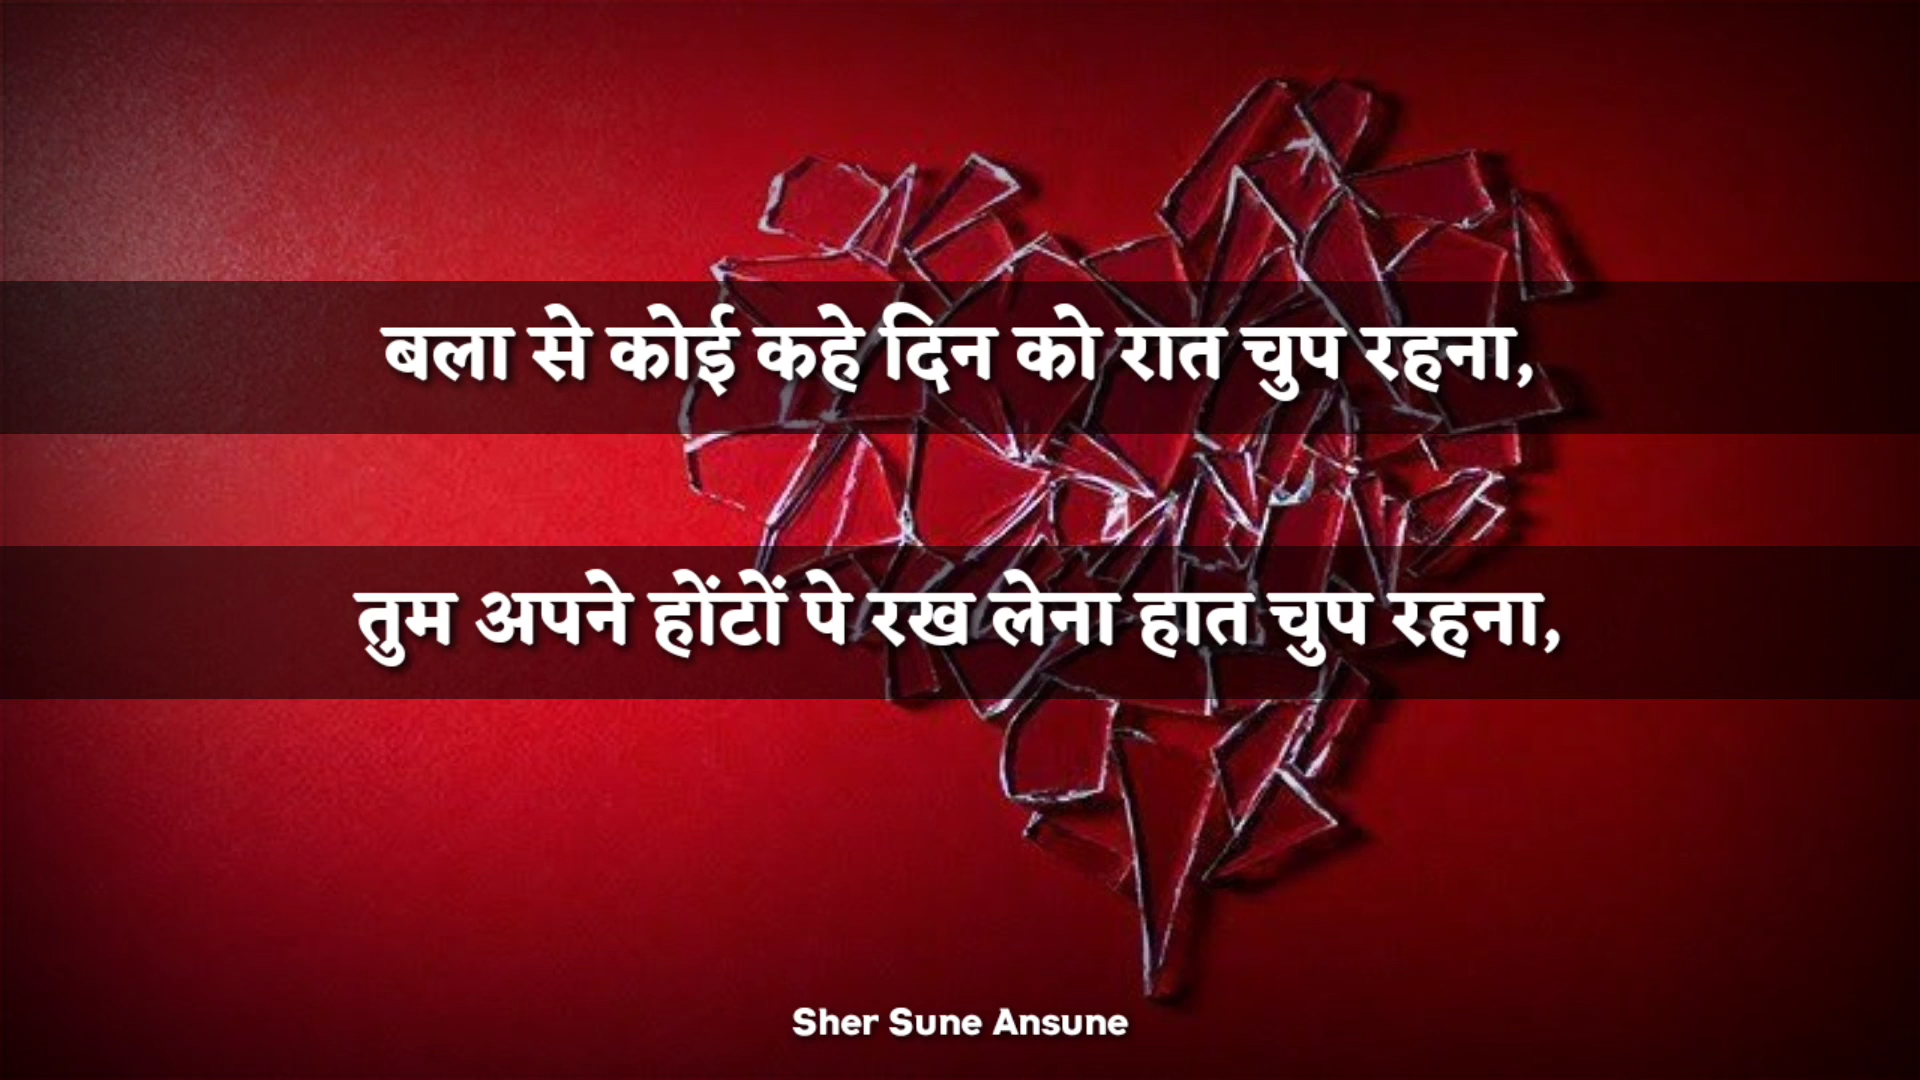 बला से कोई कहे दिन को रात चुप रहना,
तुम अपने होंटों पे रख लेना हात चुप रहना,
Sher Sune Ansune